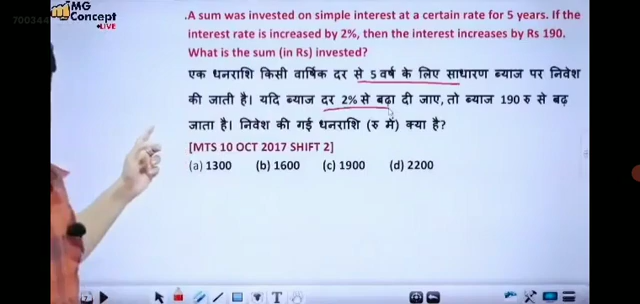 MG
Concept
LIVE
700344
.A sum was invested on simple interest at a certain rate for 5 years. If the
interest rate is increased by 2%, then the interest increases by Rs 190.
What is the sum (in Rs) invested?
एक धनराशि किसी वार्षिक दर से 5 वर्ष के लिए साधारण ब्याज पर निवेश
की जाती है। यदि ब्याज दर 2% से बढ़ा दी जाए, तो ब्याज 190 रु से बढ़
जाता है। निवेश की गई धनराशि (रु में) क्या है?
[MTS 10 OCT 2017 SHIFT 2]
(a) 1300 (b) 1600 (c) 1900 (d) 2200